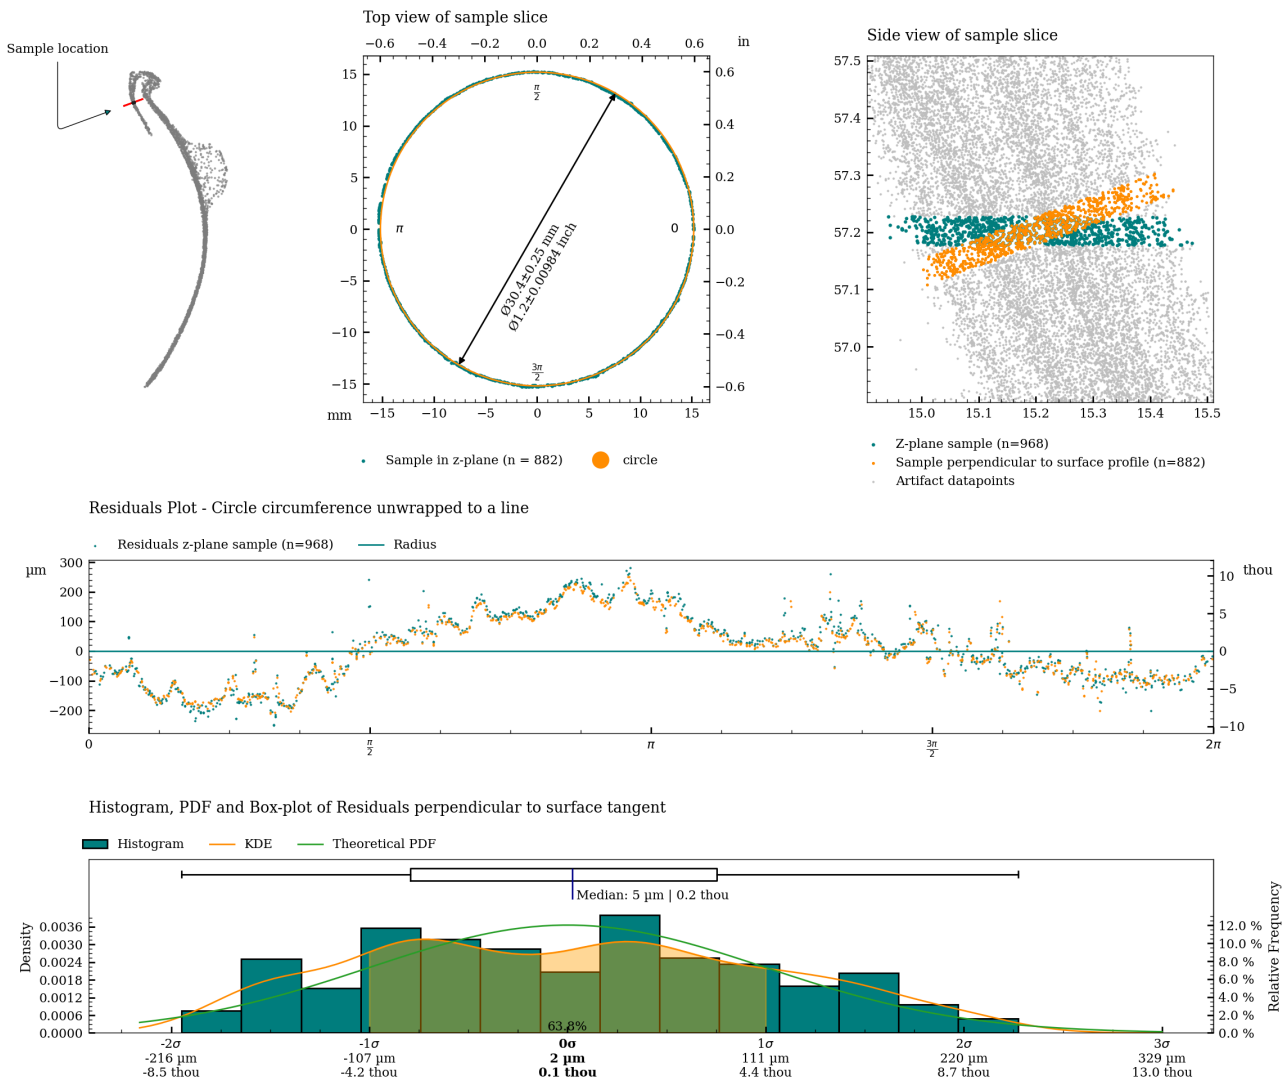 Sample location
Top view of sample slice
−0.6 −0.4 −0.2 0.0 0.2 0.4 0.6 in
15 10 5 0 −5 −10 −15
π/2
π
0
3π/2
Ø30.4±0.25 mm
Ø1.2±0.00984 inch
0.6 0.4 0.2 0.0 −0.2 −0.4 −0.6
mm −15 −10 −5 0 5 10 15
Sample in z-plane (n = 882) circle
Side view of sample slice
57.5 57.4 57.3 57.2 57.1 57.0
15.0 15.1 15.2 15.3 15.4 15.5
Z-plane sample (n=968)
Sample perpendicular to surface profile (n=882)
Artifact datapoints
Residuals Plot - Circle circumference unwrapped to a line
Residuals z-plane sample (n=968) Radius
µm 300 200 100 0 −100 −200
thou 10 5 0 −5 −10
0 π/2 π 3π/2 2π
Histogram, PDF and Box-plot of Residuals perpendicular to surface tangent
Histogram KDE Theoretical PDF
Median: 5 µm | 0.2 thou
Density
0.0036 0.0030 0.0024 0.0018 0.0012 0.0006 0.0000
63.8%
12.0 % 10.0 % 8.0 % 6.0 % 4.0 % 2.0 % 0.0 %
Relative Frequency
-2σ -1σ 0σ 1σ 2σ 3σ
-216 µm -107 µm 2 µm 111 µm 220 µm 329 µm
-8.5 thou -4.2 thou 0.1 thou 4.4 thou 8.7 thou 13.0 thou